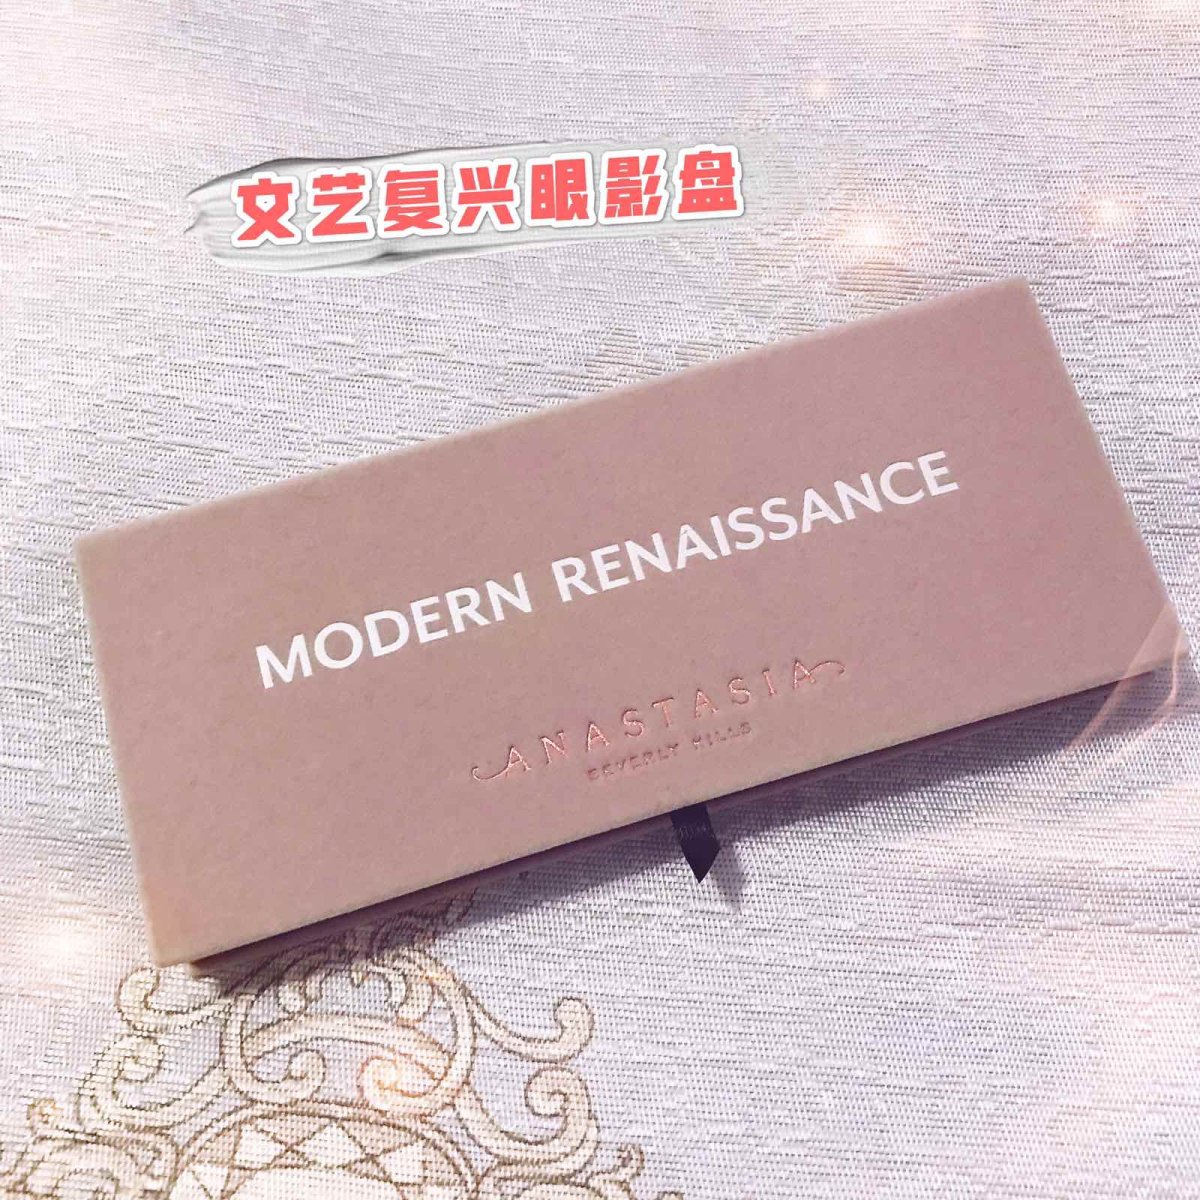 文艺复兴眼影盘
MODERN RENAISSANCE
ANASTASIA
BEVERLY HILLS